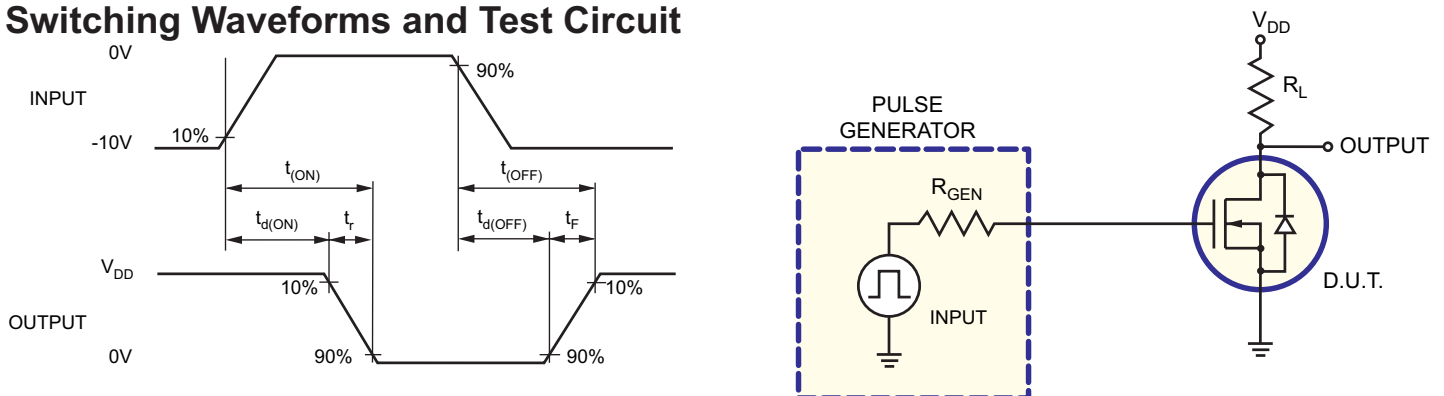 Switching Waveforms and Test Circuit
0V
INPUT
-10V
10%
90%
t(ON)
t(OFF)
td(ON)
tr
td(OFF)
tF
VDD
10%
10%
OUTPUT
0V
90%
90%
VDD
RL
OUTPUT
PULSE
GENERATOR
RGEN
INPUT
D.U.T.